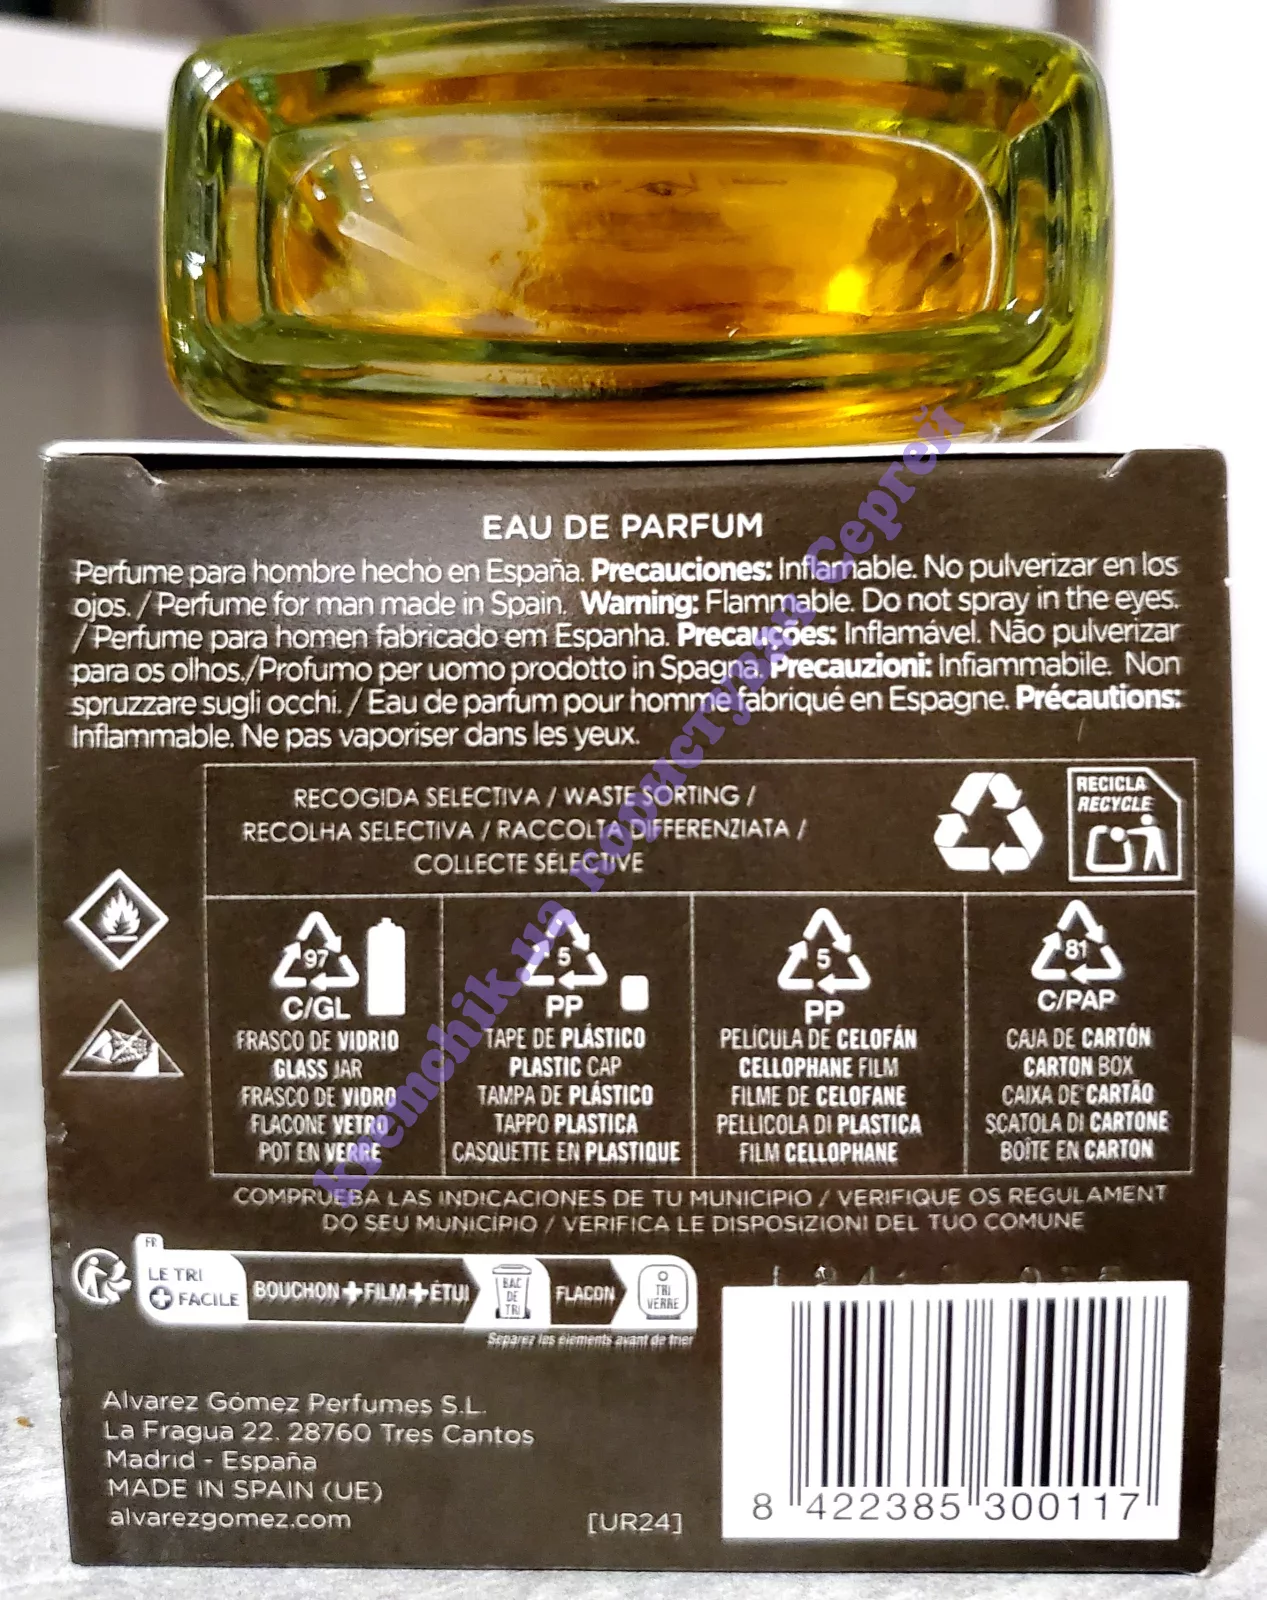 EAU DE PARFUM
Perfume para hombre hecho en España. Precauciones: Inflamable. No pulverizar en los
ojos. / Perfume for man made in Spain. Warning: Flammable. Do not spray in the eyes.
/ Perfume para homen fabricado em Espanha. Precauções: Inflamável. Não pulverizar
para os olhos./Profumo per uomo prodotto in Spagna. Precauzioni: Infiammabile. Non
spruzzare sugli occhi. / Eau de parfum pour homme fabriqué en Espagne. Précautions:
Inflammable. Ne pas vaporiser dans les yeux.
RECOGIDA SELECTIVA / WASTE SORTING /
RECOLHA SELECTIVA / RACCOLTA DIFFERENZIATA /
COLLECTE SÉLECTIVE
RECICLA
RECYCLE
97
C/GL
FRASCO DE VIDRIO
GLASS JAR
FRASCO DE VIDRO
FLACONE VETRO
POT EN VERRE
5
PP
TAPE DE PLÁSTICO
PLASTIC CAP
TAMPA DE PLÁSTICO
TAPPO PLASTICA
CASQUETTE EN PLASTIQUE
5
PP
PELÍCULA DE CELOFÁN
CELLOPHANE FILM
FILME DE CELOFANE
PELLICOLA DI PLASTICA
FILM CELLOPHANE
81
C/PAP
CAJA DE CARTÓN
CARTON BOX
CAIXA DE CARTÃO
SCATOLA DI CARTONE
BOÎTE EN CARTON
COMPRUEBA LAS INDICACIONES DE TU MUNICIPIO / VERIFIQUE OS REGULAMENT
DO SEU MUNICÍPIO / VERIFICA LE DISPOSIZIONI DEL TUO COMUNE
FR
LE TRI
+ FACILE
BOUCHON+FILM+ÉTUI
BAC
DE
TRI
FLACON
TRI
VERRE
Séparez les éléments avant de trier
Alvarez Gómez Perfumes S.L.
La Fragua 22. 28760 Tres Cantos
Madrid - España
MADE IN SPAIN (UE)
alvarezgomez.com
[UR24]
8 422385 300117
kremchik.ua користувач Сергей